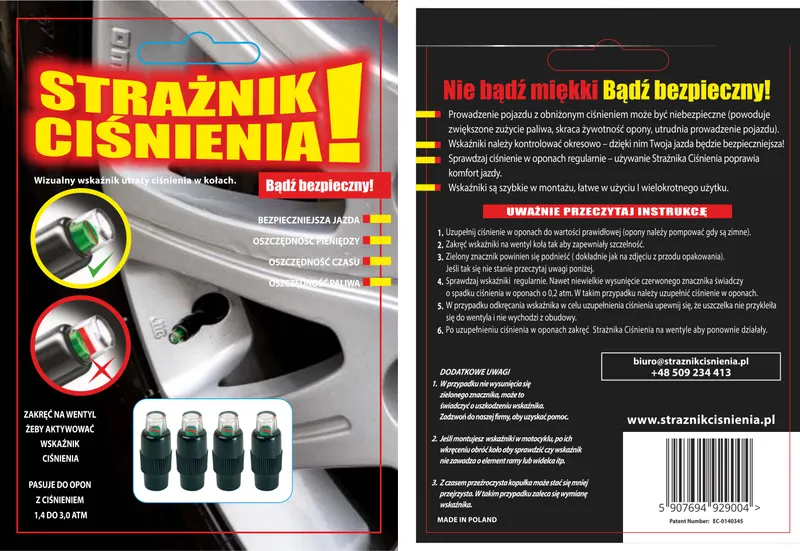 STRAŻNIK
CIŚNIENIA!
Wizualny wskaźnik utraty ciśnienia w kołach.
Bądź bezpieczny!
BEZPIECZNIEJSZA JAZDA
OSZCZĘDNOŚĆ PIENIĘDZY
OSZCZĘDNOŚĆ CZASU
OSZCZĘDNOŚĆ PALIWA
ZAKRĘĆ NA WENTYL
ŻEBY AKTYWOWAĆ
WSKAŹNIK
CIŚNIENIA
PASUJE DO OPON
Z CIŚNIENIEM
1,4 DO 3,0 ATM
Nie bądź miękki Bądź bezpieczny!
Prowadzenie pojazdu z obniżonym ciśnieniem może być niebezpieczne (powoduje
zwiększone zużycie paliwa, skraca żywotność opony, utrudnia prowadzenie pojazdu).
Wskaźniki należy kontrolować okresowo – dzięki nim Twoja jazda będzie bezpieczniejsza!
Sprawdzaj ciśnienie w oponach regularnie – używanie Strażnika Ciśnienia poprawia
komfort jazdy.
Wskaźniki są szybkie w montażu, łatwe w użyciu I wielokrotnego użytku.
UWAŻNIE PRZECZYTAJ INSTRUKCĘ
1. Uzupełnij ciśnienie w oponach do wartości prawidłowej (opony należy pompować gdy są zimne).
2. Zakręć wskaźniki na wentyl koła tak aby zapewniały szczelność.
3. Zielony znacznik powinien się podnieść ( dokładnie jak na zdjęciu z przodu opakowania).
Jeśli tak się nie stanie przeczytaj uwagi poniżej.
4. Sprawdzaj wskaźniki regularnie. Nawet niewielkie wysunięcie czerwonego znacznika świadczy
o spadku ciśnienia w oponach o 0,2 atm. W takim przypadku należy uzupełnić ciśnienie w oponach.
5. W przypadku odkręcania wskaźnika w celu uzupełnienia ciśnienia upewnij się, że uszczelka nie przykleiła
się do wentyla i nie wychodzi z obudowy.
6. Po uzupełnieniu ciśnienia w oponach zakręć Strażnika Ciśnienia na wentyle aby ponownie działały.
biuro@straznikcisnienia.pl
+48 509 234 413
DODATKOWE UWAGI
1. W przypadku nie wysunięcia się
zielonego znacznika, może to
świadczyć o uszkodzeniu wskaźnika.
Zadzwoń do naszej firmy, aby uzyskać pomoc.
2. Jeśli montujesz wskaźniki w motocyklu, po ich
wkręceniu obróć koło aby sprawdzić czy wskaźnik
nie zawadza o element ramy lub widelca itp.
3. Z czasem przeźroczysta kopułka może stać się mniej
przejrzysta. W takim przypadku zaleca się wymianę
wskaźnika.
MADE IN POLAND
www.straznikcisnienia.pl
5 907694 929004 >
Patent Number: EC-0140345